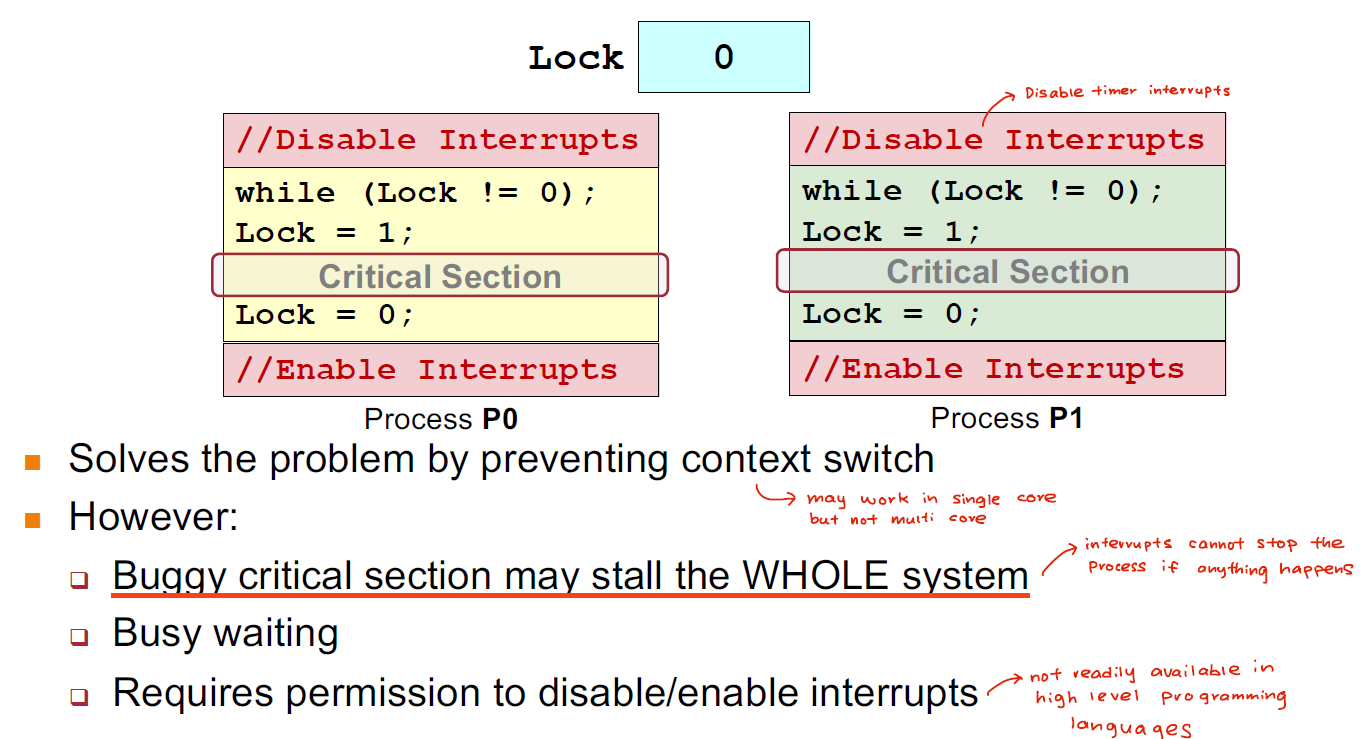 Lock 0
Disable timer interrupts
//Disable Interrupts
while (Lock != 0);
Lock = 1;
Critical Section
Lock = 0;
//Enable Interrupts
Process P0
//Disable Interrupts
while (Lock != 0);
Lock = 1;
Critical Section
Lock = 0;
//Enable Interrupts
Process P1
Solves the problem by preventing context switch
may work in single core
but not multi core
However:
Buggy critical section may stall the WHOLE system
interrupts cannot stop the
process if anything happens
Busy waiting
Requires permission to disable/enable interrupts
not readily available in
high level programming
languages